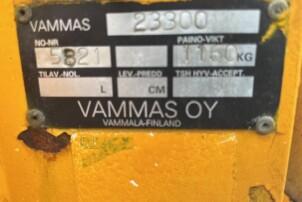 VAMMAS 23300
NO-NR PAINO-VIKT
5821 1160 KG
TILAV.-NOL. LEV.-PREDD TSH HYV-ACCEPT.
L CM
VAMMAS OY
VAMMALA-FINLAND